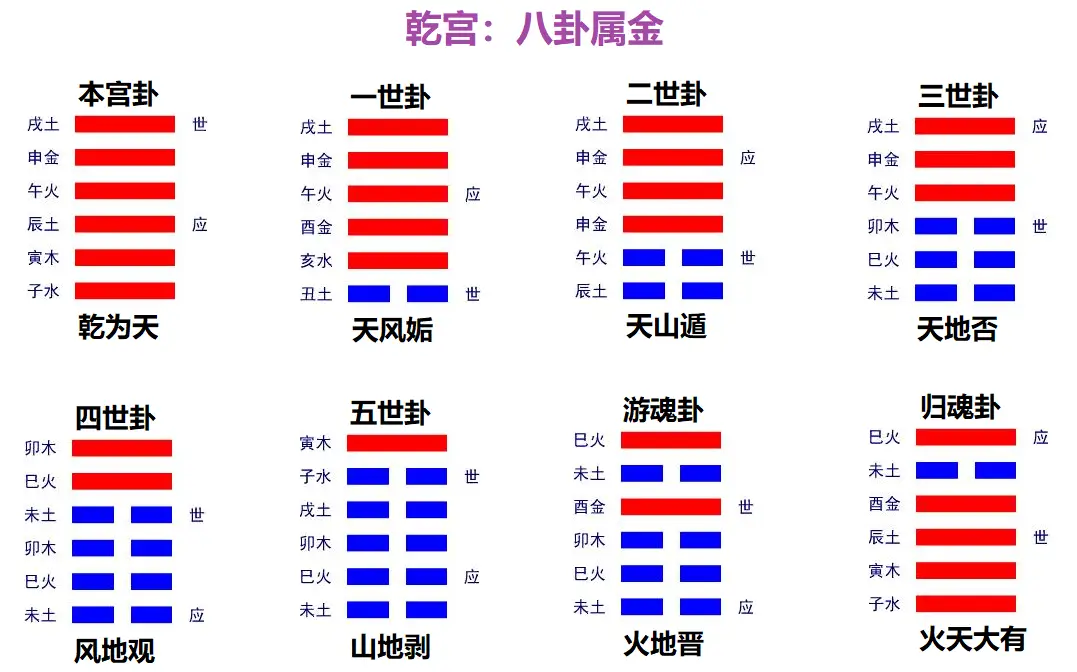 乾宫：八卦属金
本宫卦
戌土 世
申金
午火
辰土 应
寅木
子水
乾为天
一世卦
戌土
申金
午火 应
酉金
亥水
丑土 世
天风姤
二世卦
戌土
申金 应
午火
申金
午火 世
辰土
天山遁
三世卦
戌土 应
申金
午火
卯木 世
巳火
未土
天地否
四世卦
卯木
巳火
未土 世
卯木
巳火
未土 应
风地观
五世卦
寅木
子水 世
戌土
卯木
巳火 应
未土
山地剥
游魂卦
巳火
未土
酉金 世
卯木
巳火
未土 应
火地晋
归魂卦
巳火 应
未土
酉金
辰土 世
寅木
子水
火天大有